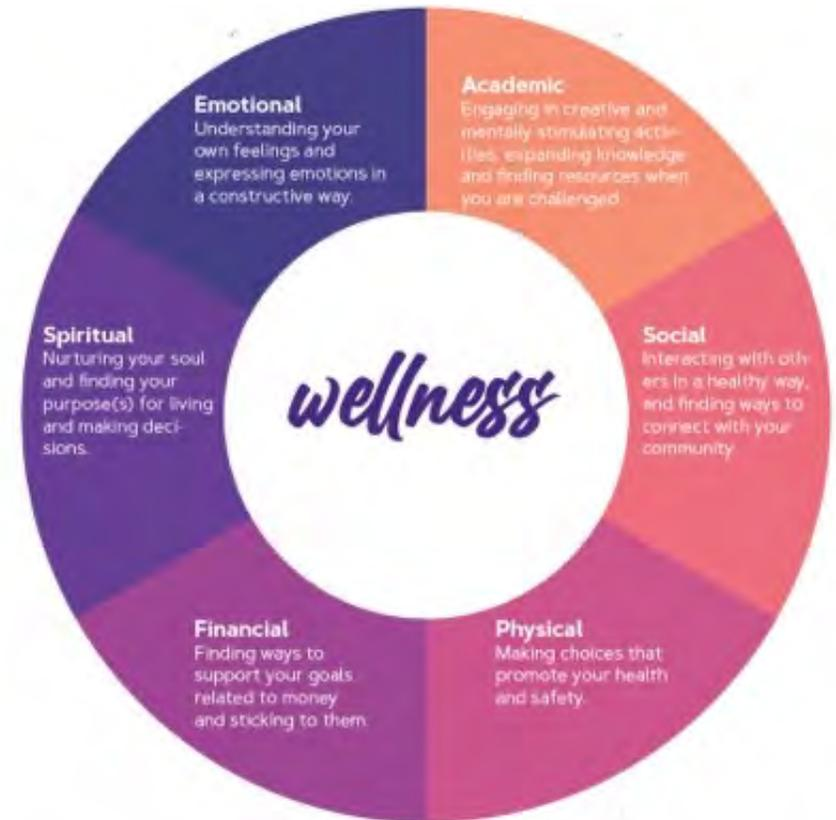 Emotional
Understanding your
own feelings and
expressing emotions in
a constructive way.
Academic
Engaging in creative and
mentally stimulating activ-
ities, expanding knowledge
and finding resources when
you are challenged
Social
Interacting with oth-
ers in a healthy way,
and finding ways to
connect with your
community
Physical
Making choices that
promote your health
and safety.
Financial
Finding ways to
support your goals
related to money
and sticking to them.
Spiritual
Nurturing your soul
and finding your
purpose(s) for living
and making deci-
sions.
wellness